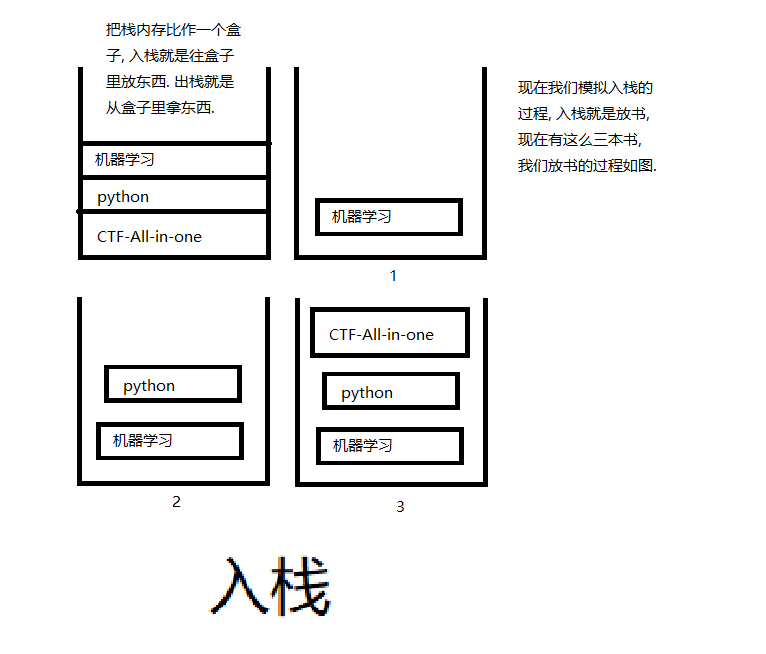 把栈内存比作一个盒
子, 入栈就是往盒子
里放东西. 出栈就是
从盒子里拿东西.
机器学习
python
CTF-All-in-one
机器学习
1
现在我们模拟入栈的
过程, 入栈就是放书,
现在有这么三本书,
我们放书的过程如图.
python
机器学习
2
CTF-All-in-one
python
机器学习
3
入栈